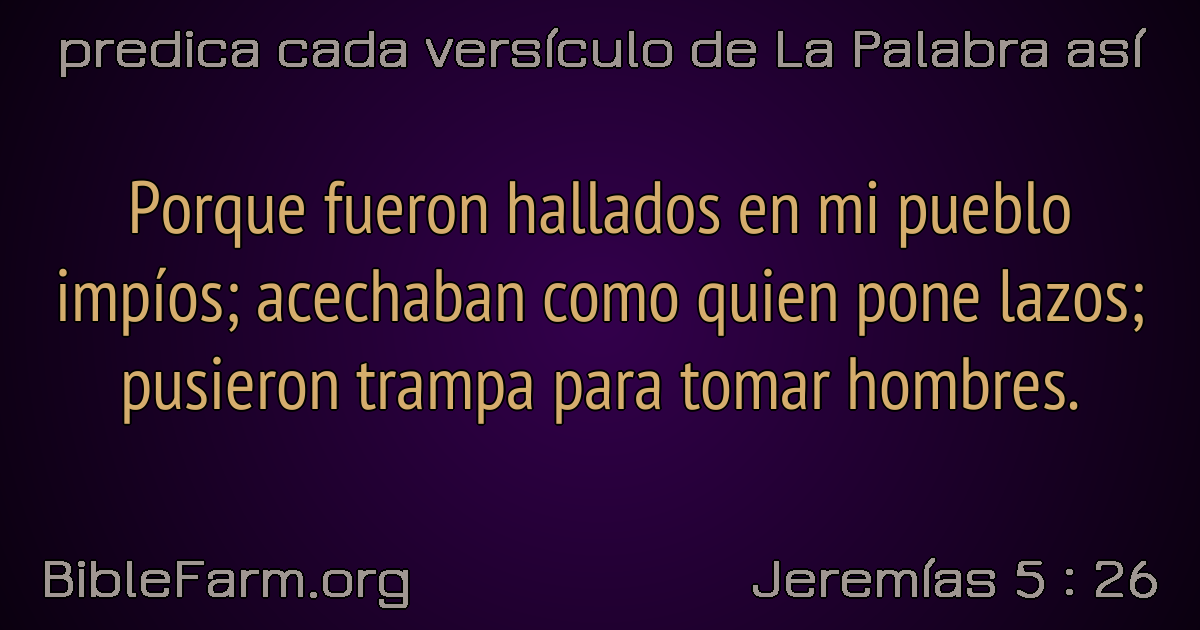 predica cada versículo de La Palabra así
Porque fueron hallados en mi pueblo
impíos; acechaban como quien pone lazos;
pusieron trampa para tomar hombres.
BibleFarm.org
Jeremías 5 : 26